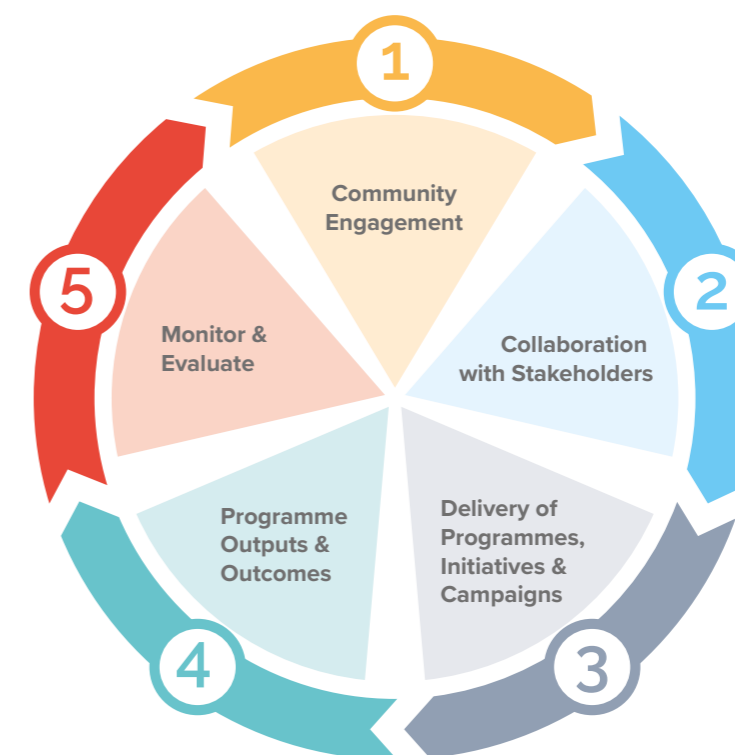 1
Community
Engagement
2
Collaboration
with Stakeholders
3
Delivery of
Programmes,
Initiatives &
Campaigns
4
Programme
Outputs &
Outcomes
5
Monitor &
Evaluate